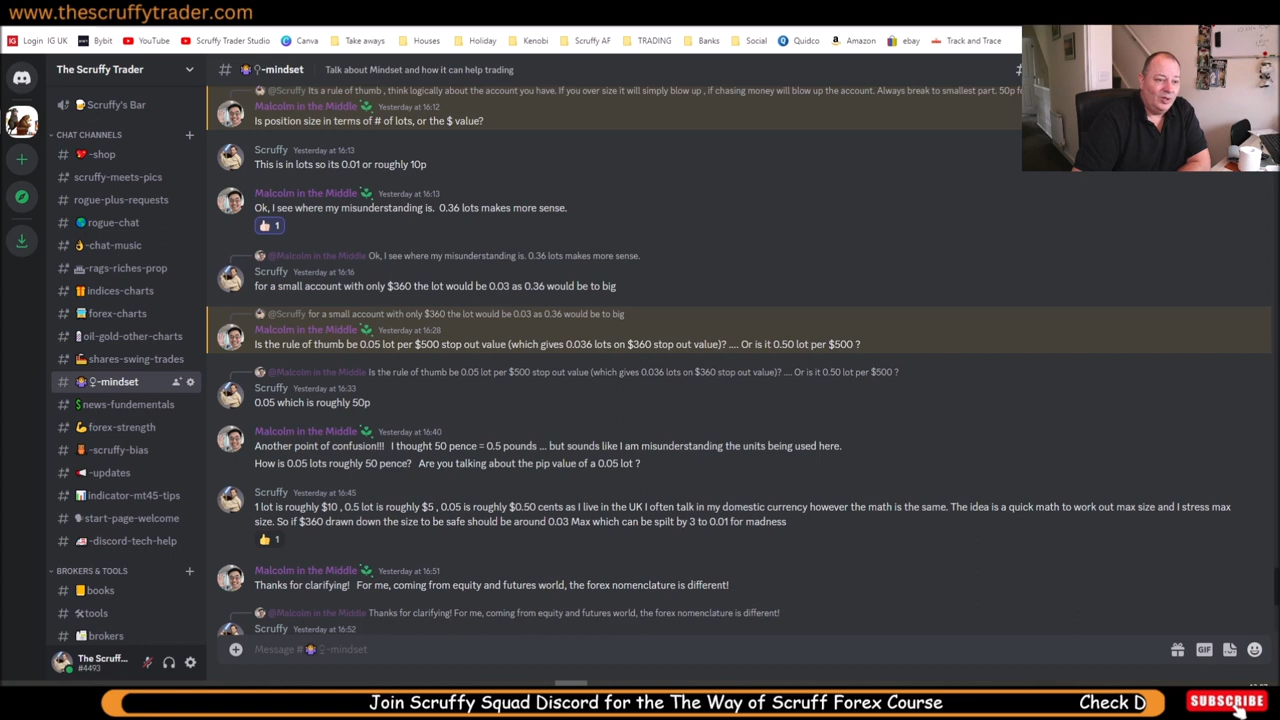 www.thescruffytrader.com
Login IG UK
Bybit
YouTube
Scruffy Trader Studio
Canva
Take aways
Houses
Holiday
Kenobi
Scruffy AF
TRADING
Banks
Social
Quidco
Amazon
ebay
Track and Trace
The Scruffy Trader
-mindset
Talk about Mindset and how it can help trading
Scruffy's Bar
CHAT CHANNELS
-shop
scruffy-meets-pics
rogue-plus-requests
-rogue-chat
-chat-music
-rags-riches-prop
indices-charts
forex-charts
oil-gold-other-charts
shares-swing-trades
-mindset
-news-fundementals
forex-strength
-scruffy-bias
-updates
indicator-mt45-tips
start-page-welcome
-discord-tech-help
BROKERS & TOOLS
books
tools
brokers
The Scruff...
#4493
@Scruffy Its a rule of thumb , think logically about the account you have. If you over size it will simply blow up , if chasing money will blow up the account. Always break to smallest part. 50p
Malcolm in the Middle Yesterday at 16:12
Is position size in terms of # of lots, or the $ value?
Scruffy Yesterday at 16:13
This is in lots so its 0.01 or roughly 10p
Malcolm in the Middle Yesterday at 16:13
Ok, I see where my misunderstanding is. 0.36 lots makes more sense.
1
@Malcolm in the Middle Ok, I see where my misunderstanding is. 0.36 lots makes more sense.
Scruffy Yesterday at 16:16
for a small account with only $360 the lot would be 0.03 as 0.36 would be to big
@Scruffy for a small account with only $360 the lot would be 0.03 as 0.36 would be to big
Malcolm in the Middle Yesterday at 16:28
Is the rule of thumb be 0.05 lot per $500 stop out value (which gives 0.036 lots on $360 stop out value)? .... Or is it 0.50 lot per $500 ?
@Malcolm in the Middle Is the rule of thumb be 0.05 lot per $500 stop out value (which gives 0.036 lots on $360 stop out value)? .... Or is it 0.50 lot per $500 ?
Scruffy Yesterday at 16:33
0.05 which is roughly 50p
Malcolm in the Middle Yesterday at 16:40
Another point of confusion!!! I thought 50 pence = 0.5 pounds ... but sounds like I am misunderstanding the units being used here.
How is 0.05 lots roughly 50 pence? Are you talking about the pip value of a 0.05 lot ?
Scruffy Yesterday at 16:45
1 lot is roughly $10 , 0.5 lot is roughly $5 , 0.05 is roughly $0.50 cents as I live in the UK I often talk in my domestic currency however the math is the same. The idea is a quick math to work out max size and I stress max
size. So if $360 drawn down the size to be safe should be around 0.03 Max which can be spilt by 3 to 0.01 for madness
1
Malcolm in the Middle Yesterday at 16:51
Thanks for clarifying! For me, coming from equity and futures world, the forex nomenclature is different!
@Malcolm in the Middle Thanks for clarifying! For me, coming from equity and futures world, the forex nomenclature is different!
Scruffy Yesterday at 16:52
Message # -mindset
GIF
Join Scruffy Squad Discord for the The Way of Scruff Forex Course
Check D
SUBSCRIBE